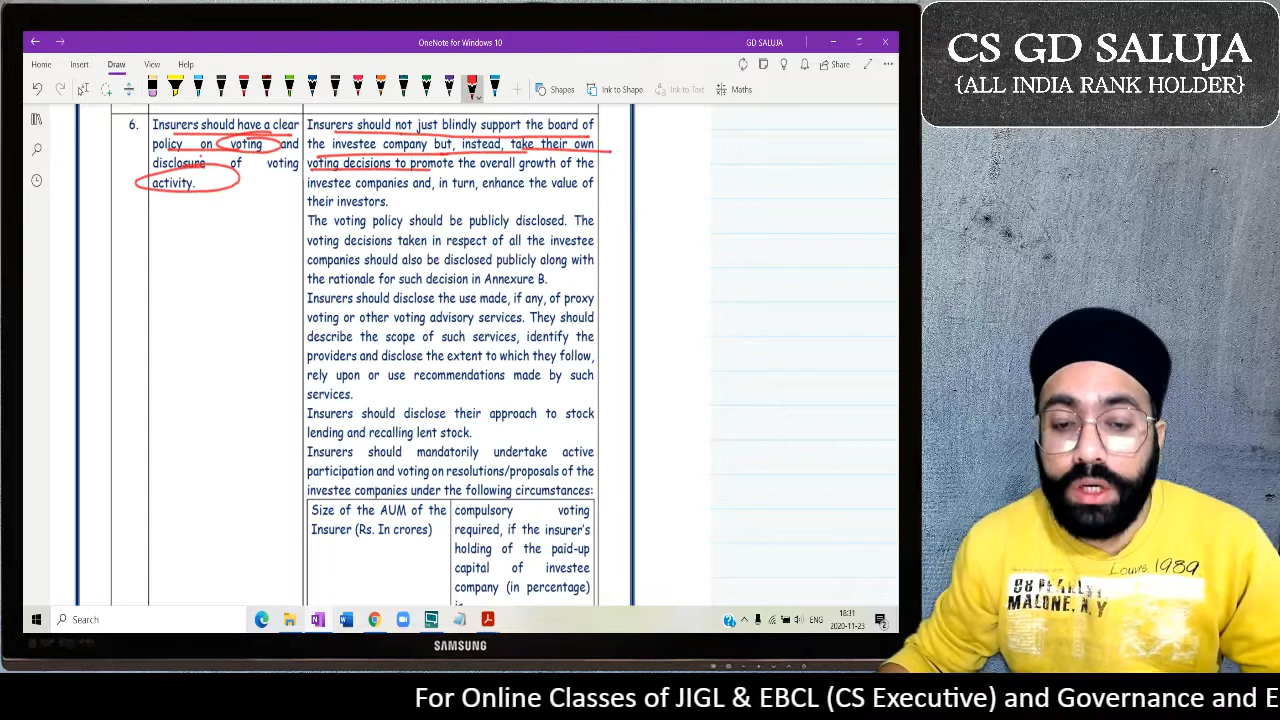 OneNote for Windows 10
GD SALUJA
Home Insert Draw View Help
Share
Shapes
Ink to Shape
Ink to Text
Maths
6.
Insurers should have a clear
policy on voting and
disclosure of voting
activity.
Insurers should not just blindly support the board of
the investee company but, instead, take their own
voting decisions to promote the overall growth of the
investee companies and, in turn, enhance the value of
their investors.
The voting policy should be publicly disclosed. The
voting decisions taken in respect of all the investee
companies should also be disclosed publicly along with
the rationale for such decision in Annexure B.
Insurers should disclose the use made, if any, of proxy
voting or other voting advisory services. They should
describe the scope of such services, identify the
providers and disclose the extent to which they follow,
rely upon or use recommendations made by such
services.
Insurers should disclose their approach to stock
lending and recalling lent stock.
Insurers should mandatorily undertake active
participation and voting on resolutions/proposals of the
investee companies under the following circumstances:
Size of the AUM of the
Insurer (Rs. In crores)
compulsory voting
required, if the insurer's
holding of the paid-up
capital of investee
company (in percentage)
Search
ENG
18:31
2020-11-23
SAMSUNG
CS GD SALUJA
{ALL INDIA RANK HOLDER}
Louvre 1989
MALONE, N.Y
For Online Classes of JIGL & EBCL (CS Executive) and Governance and E